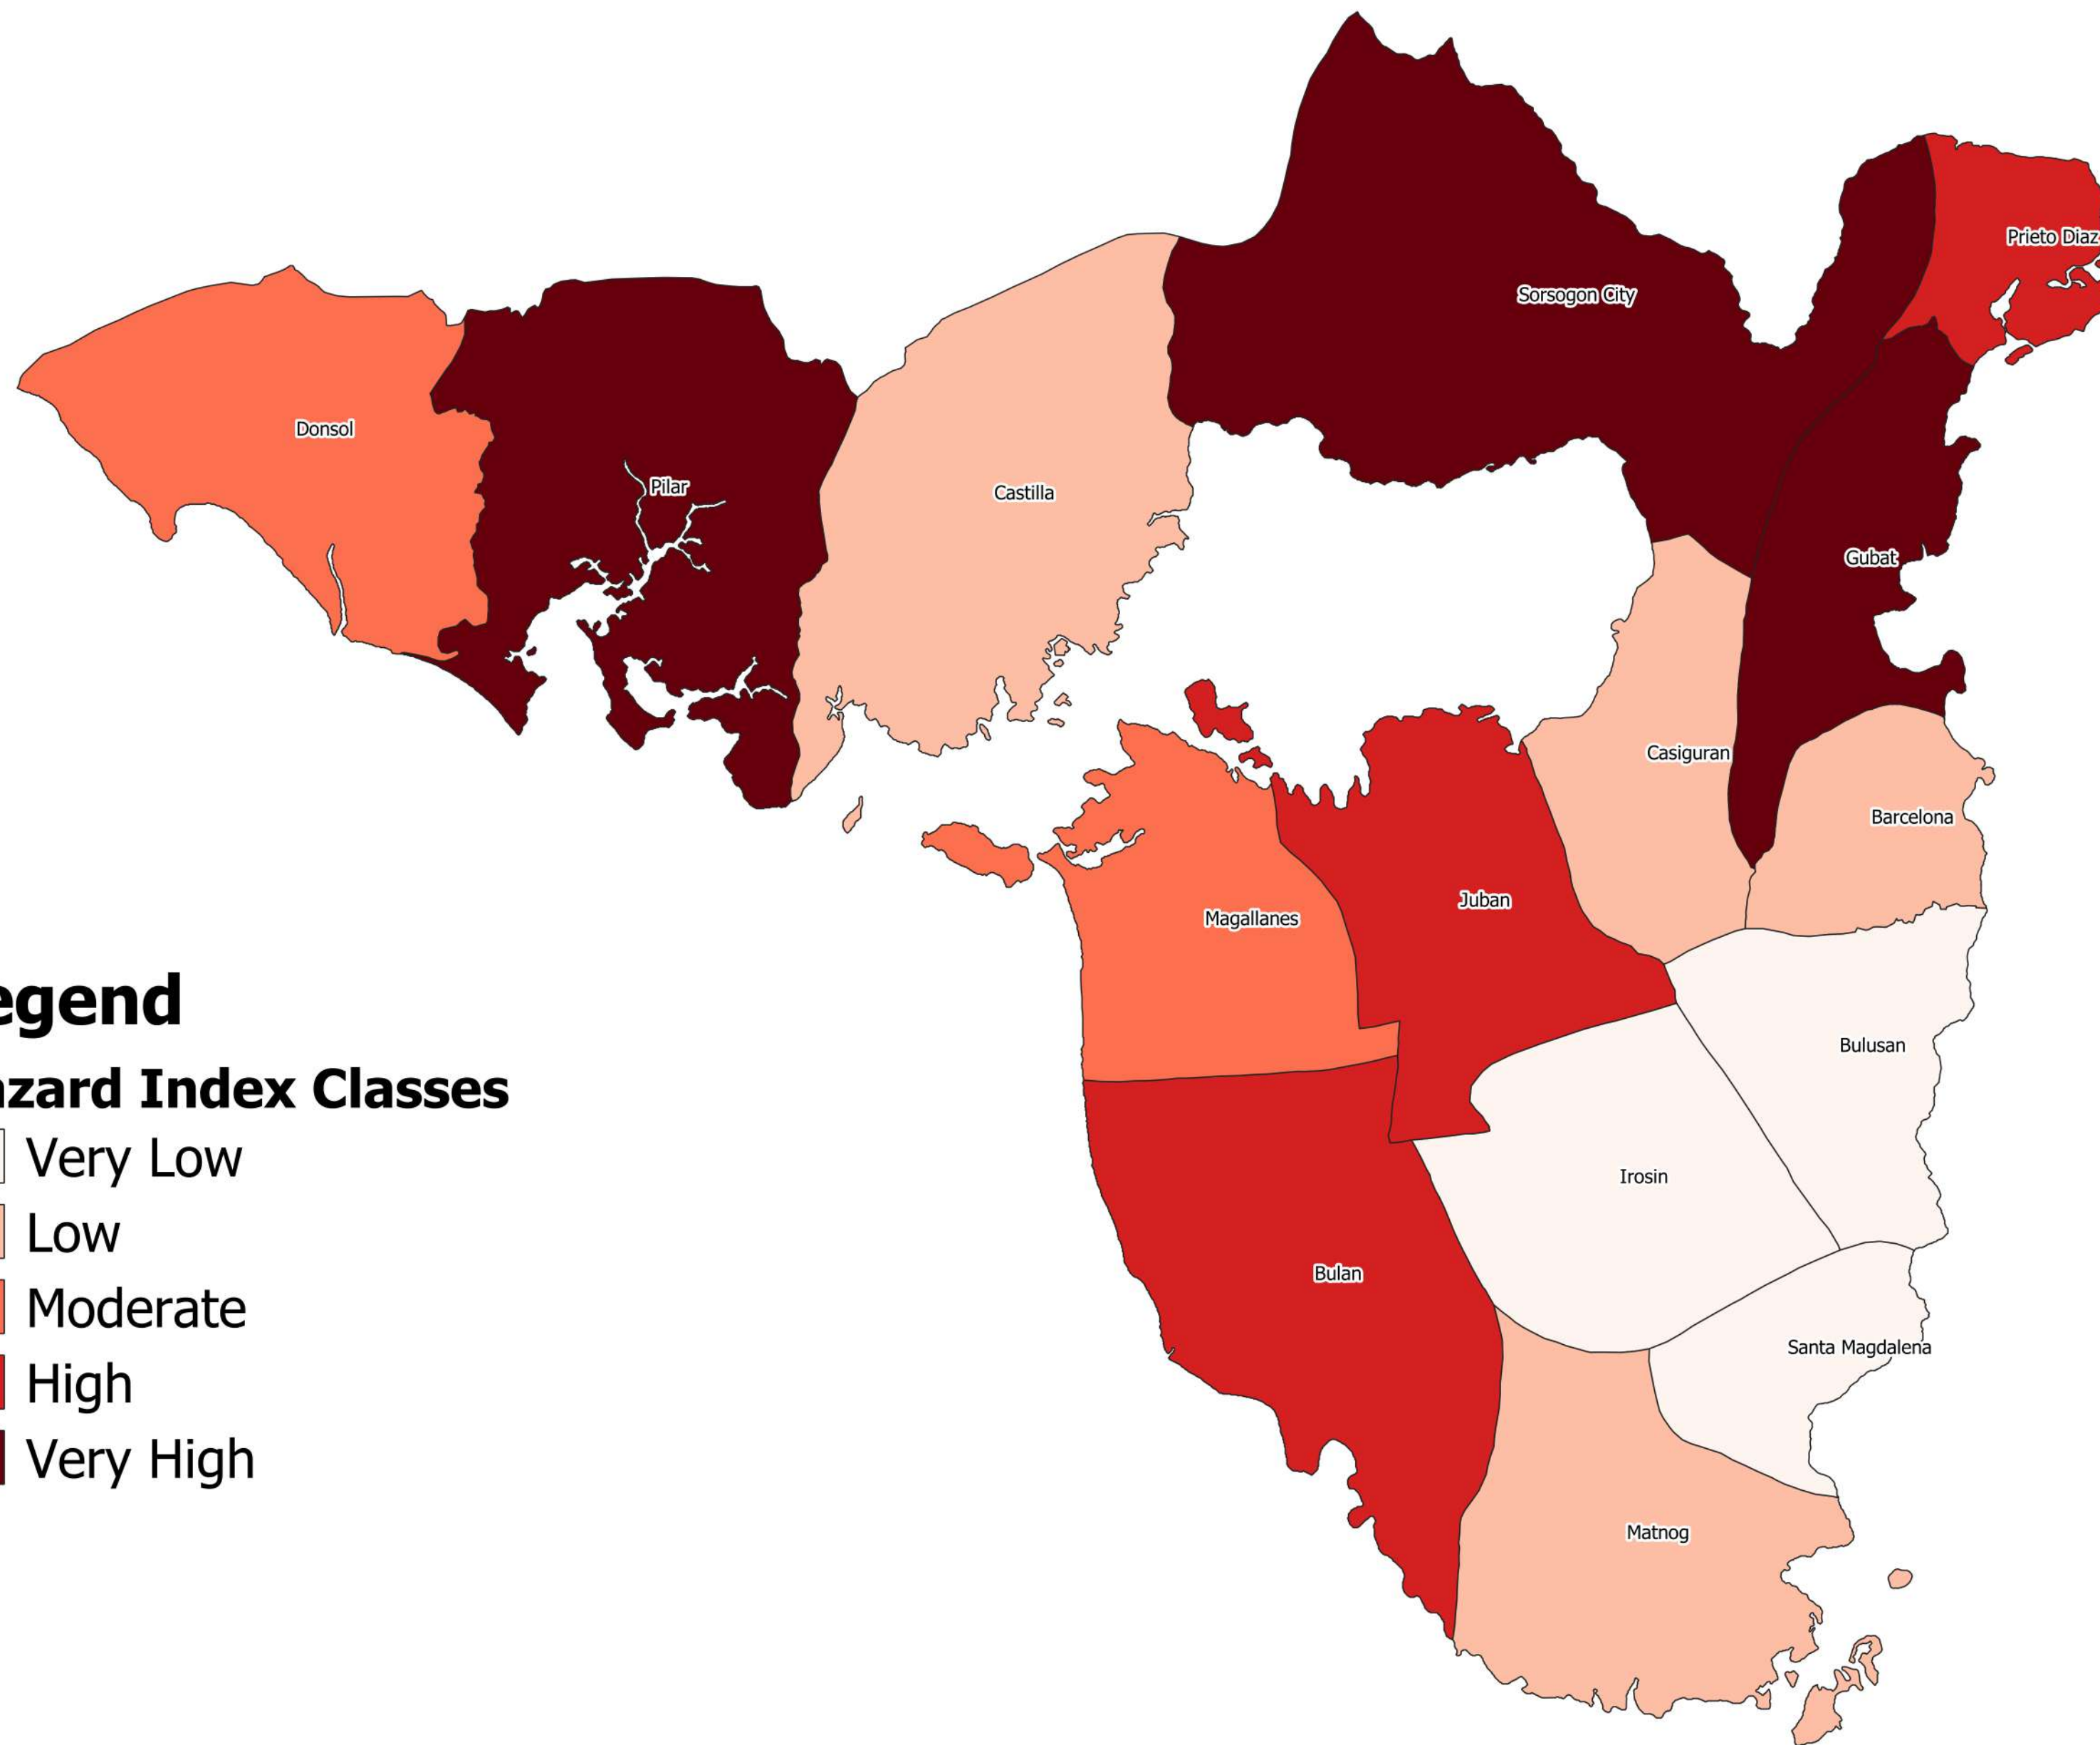 Prieto Diaz
Sorsogon City
Donsol
Pilar
Castilla
Gubat
Casiguran
Barcelona
Juban
Magallanes
egend
azard Index Classes
Bulusan
Very Low
Irosin
Low
Bulan
Moderate
Santa Magdalena
High
Very High
Matnog